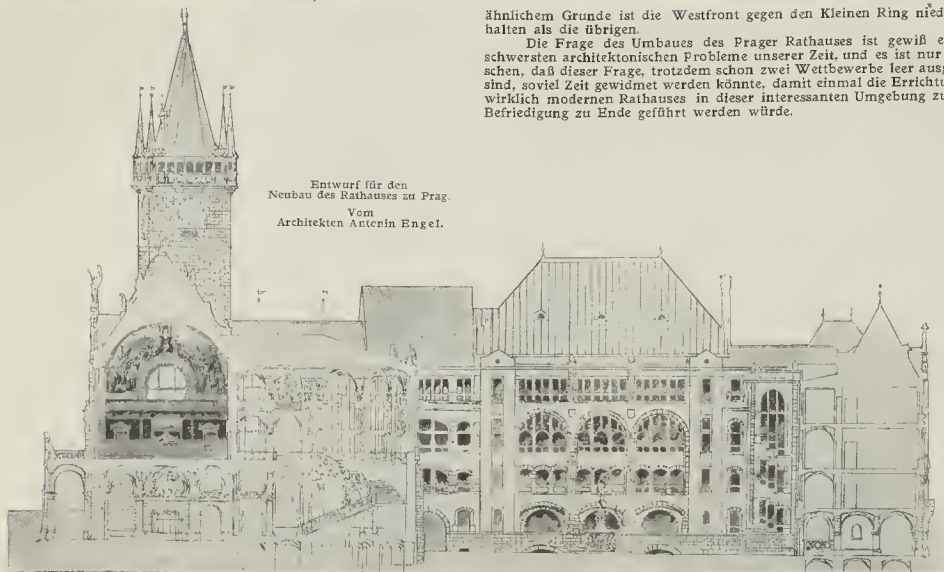 ähnlichem Grunde ist die Westfront gegen den Kleinen Ring nied
halten als die übrigen.
Die Frage des Umbaues des Prager Rathauses ist gewiß e
schwersten architektonischen Probleme unserer Zeit, und es ist nur
schen, daß dieser Frage, trotzdem schon zwei Wettbewerbe leer ausg
sind, soviel Zeit gewidmet werden könnte, damit einmal die Errichtu
wirklich modernen Rathauses in dieser interessanten Umgebung zu
Befriedigung zu Ende geführt werden würde.
Entwurf für den
Neubau des Rathauses zu Prag.
Vom
Architekten Antonin Engel.